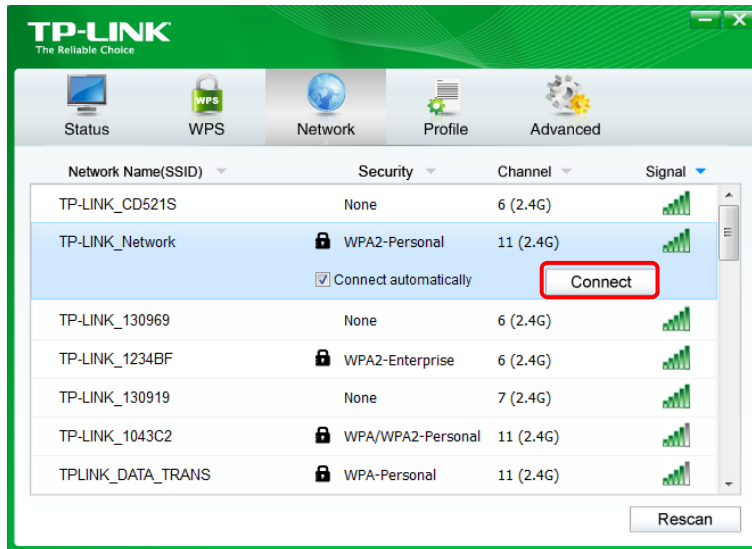 TP-LINK
The Reliable Choice
WPS
Status WPS Network Profile Advanced
Network Name(SSID) Security Channel Signal
TP-LINK_CD521S None 6 (2.4G)
TP-LINK_Network WPA2-Personal 11 (2.4G)
Connect automatically Connect
TP-LINK_130969 None 6 (2.4G)
TP-LINK_1234BF WPA2-Enterprise 6 (2.4G)
TP-LINK_130919 None 7 (2.4G)
TP-LINK_1043C2 WPA/WPA2-Personal 11 (2.4G)
TPLINK_DATA_TRANS WPA-Personal 11 (2.4G)
Rescan